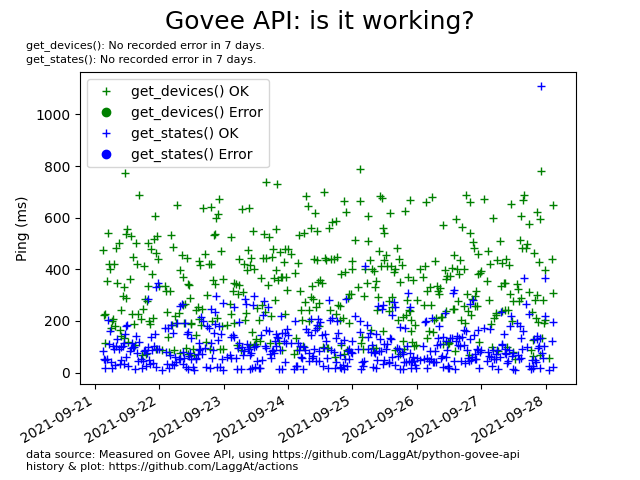 Govee API: is it working?
get_devices(): No recorded error in 7 days.
get_states(): No recorded error in 7 days.
get_devices() OK
get_devices() Error
get_states() OK
get_states() Error
Ping (ms)
1000
800
600
400
200
0
2021-09-21
2021-09-22
2021-09-23
2021-09-24
2021-09-25
2021-09-26
2021-09-27
2021-09-28
data source: Measured on Govee API, using https://github.com/LaggAt/python-govee-api
history & plot: https://github.com/LaggAt/actions